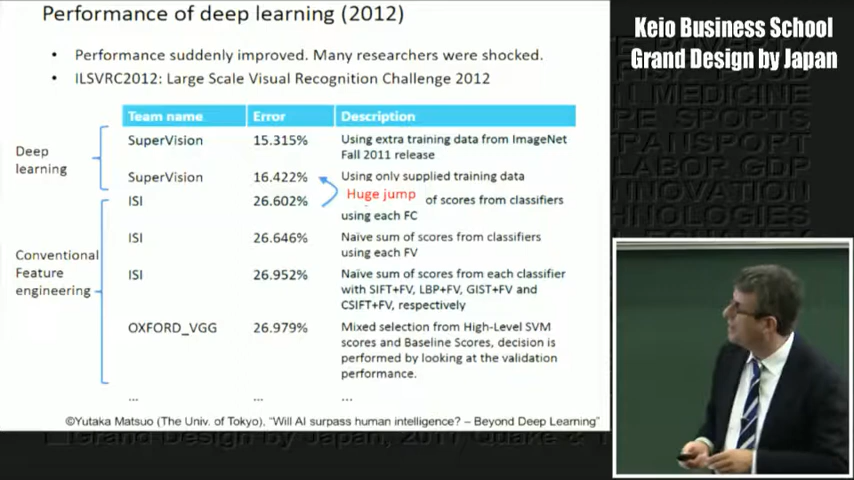 Performance of deep learning (2012)
• Performance suddenly improved. Many researchers were shocked.
• ILSVRC2012: Large Scale Visual Recognition Challenge 2012
Team name Error Description
Deep
learning
SuperVision 15.315% Using extra training data from ImageNet
Fall 2011 release
SuperVision 16.422% Using only supplied training data
Huge jump
ISI 26.602% of scores from classifiers
using each FC
ISI 26.646% Naive sum of scores from classifiers
using each FV
Conventional
Feature
engineering
ISI 26.952% Naive sum of scores from each classifier
with SIFT+FV, LBP+FV, GIST+FV and
CSIFT+FV, respectively
OXFORD_VGG 26.979% Mixed selection from High-Level SVM
scores and Baseline Scores, decision is
performed by looking at the validation
performance.
... ... ...
©Yutaka Matsuo (The Univ. of Tokyo), "Will AI surpass human intelligence? – Beyond Deep Learning"
Keio Business School
Grand Design by Japan
MEDICINE
SPORTS
LABOR GDP